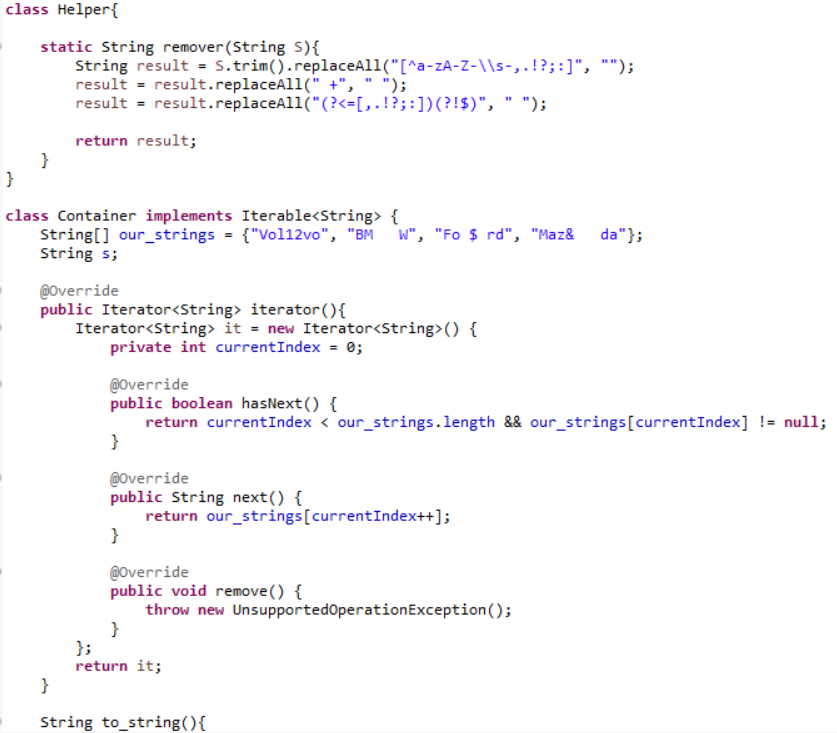 class Helper{
    static String remover(String S){
        String result = S.trim().replaceAll("[^a-zA-Z-\\s-,.!?;:]", "");
        result = result.replaceAll(" +", " ");
        result = result.replaceAll("(?<=[,.!?;:])(?!$)", " ");
        return result;
    }
}
class Container implements Iterable<String> {
    String[] our_strings = {"Vol12vo", "BM   W", "Fo $ rd", "Maz&   da"};
    String s;
    @Override
    public Iterator<String> iterator(){
        Iterator<String> it = new Iterator<String>() {
            private int currentIndex = 0;
            @Override
            public boolean hasNext() {
                return currentIndex < our_strings.length && our_strings[currentIndex] != null;
            }
            @Override
            public String next() {
                return our_strings[currentIndex++];
            }
            @Override
            public void remove() {
                throw new UnsupportedOperationException();
            }
        };
        return it;
    }
    String to_string(){